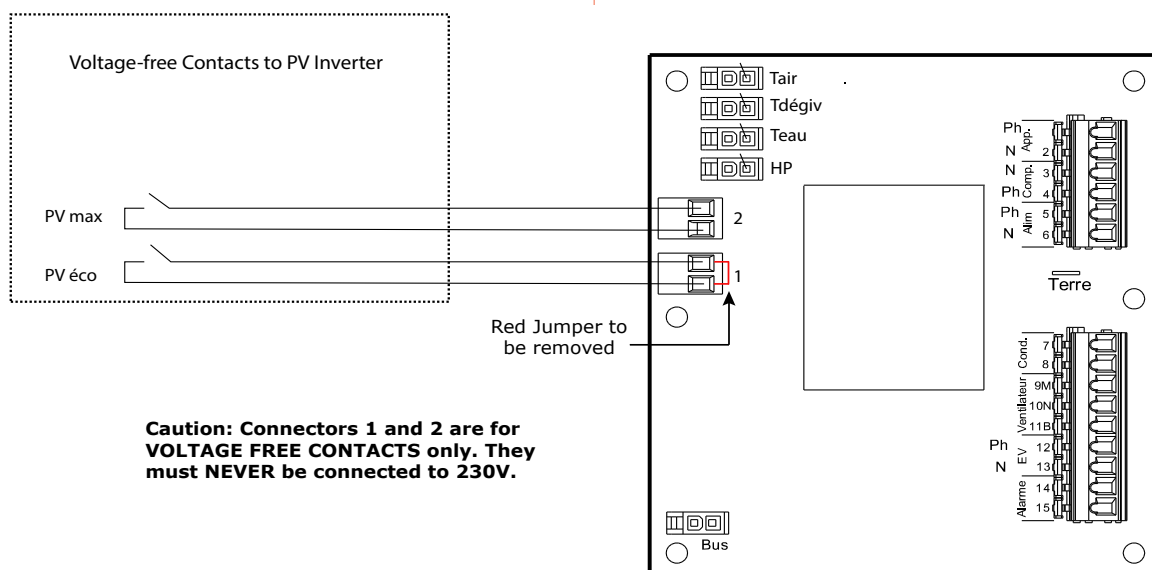 Voltage-free Contacts to PV Inverter
PV max
PV éco
Tair
Tdégiv
Teau
HP
2
1
Red Jumper to
be removed
Caution: Connectors 1 and 2 are for
VOLTAGE FREE CONTACTS only. They
must NEVER be connected to 230V.
Bus
Ph
N 2
App.
N 3
Ph 4
Comp.
Ph 5
N 6
Alim
Terre
7
8
Cond.
9M
10N
11B
Ventilateur
Ph 12
N 13
EV
14
15
Alarme